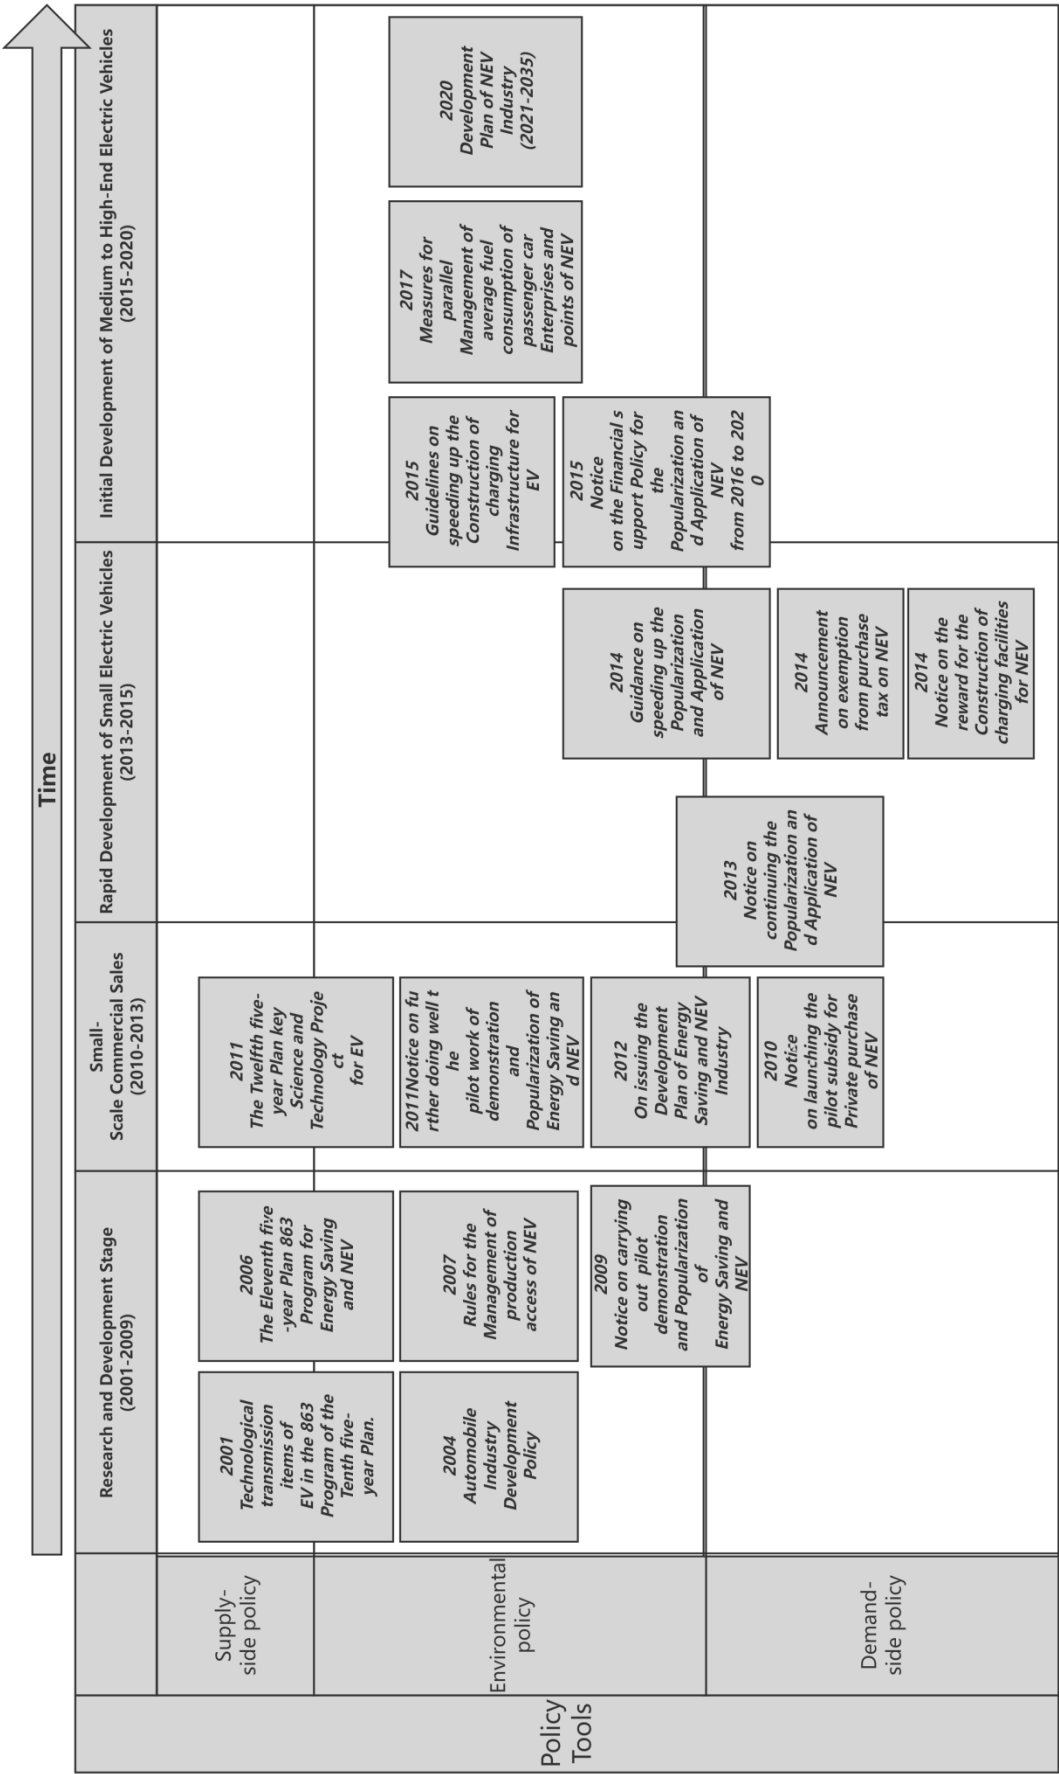 Time
Research and Development Stage
(2001-2009)
Small-
Scale Commercial Sales
(2010-2013)
Rapid Development of Small Electric Vehicles
(2013-2015)
Initial Development of Medium to High-End Electric Vehicles
(2015-2020)
Policy
Tools
Supply-
side policy
2001
Technological
transmission
items of
EV in the 863
Program of the
Tenth five-
year Plan.
2006
The Eleventh five
-year Plan 863
Program for
Energy Saving
and NEV
2011
The Twelfth five-
year Plan key
Science and
Technology Proje
ct
for EV
Environmental
policy
2004
Automobile
Industry
Development
Policy
2007
Rules for the
Management of
production
access of NEV
2011Notice on fu
rther doing well t
he
pilot work of
demonstration
and
Popularization of
Energy Saving an
d NEV
2015
Guidelines on
speeding up the
Construction of
charging
Infrastructure for
EV
2017
Measures for
parallel
Management of
average fuel
consumption of
passenger car
Enterprises and
points of NEV
2020
Development
Plan of NEV
Industry
(2021-2035)
2009
Notice on carrying
out pilot
demonstration
and Popularization
of
Energy Saving and
NEV
2012
On issuing the
Development
Plan of Energy
Saving and NEV
Industry
2013
Notice on
continuing the
Popularization an
d Application of
NEV
2014
Guidance on
speeding up the
Popularization
and Application
of NEV
2015
Notice
on the Financial s
upport Policy for
the
Popularization an
d Application of
NEV
from 2016 to 202
0
Demand-
side policy
2010
Notice
on launching the
pilot subsidy for
Private purchase
of NEV
2014
Announcement
on exemption
from purchase
tax on NEV
2014
Notice on the
reward for the
Construction of
charging facilities
for NEV